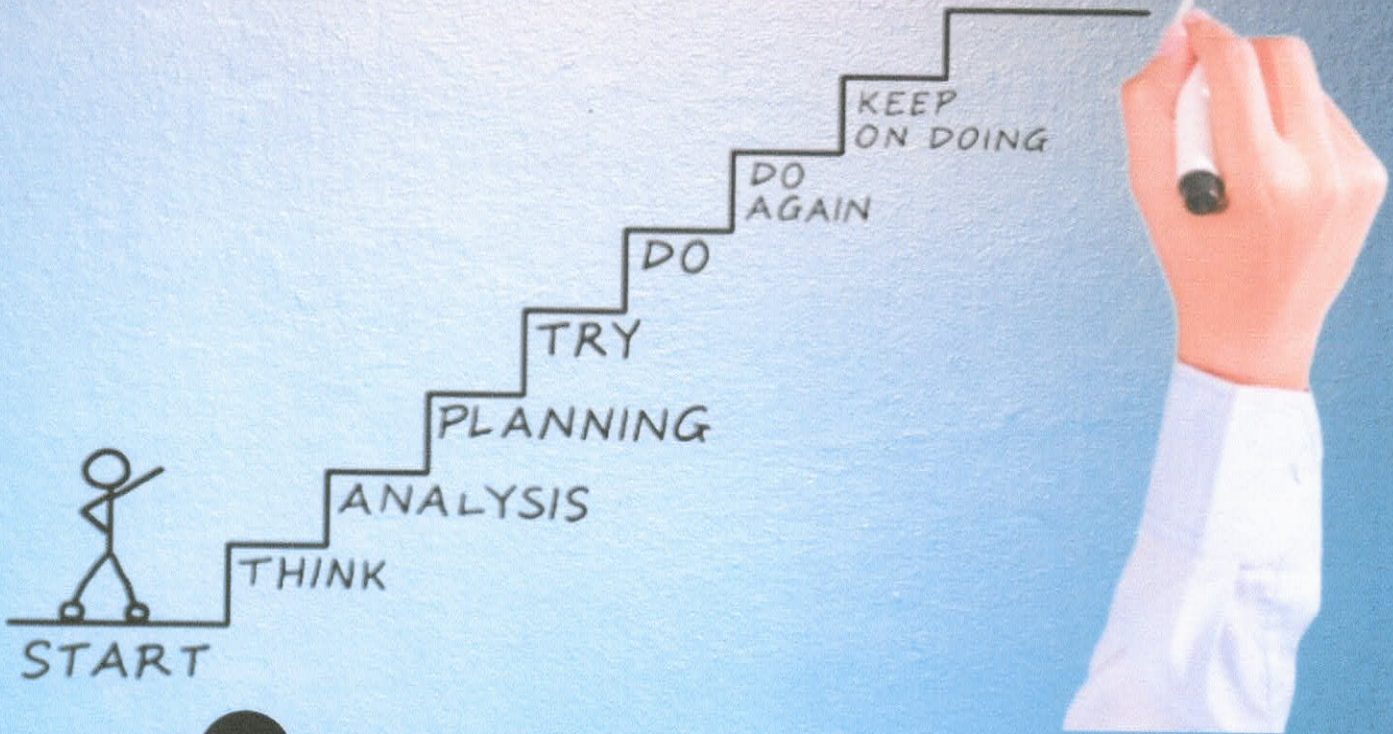 KEEP
ON DOING
DO
AGAIN
DO
TRY
PLANNING
ANALYSIS
THINK
START